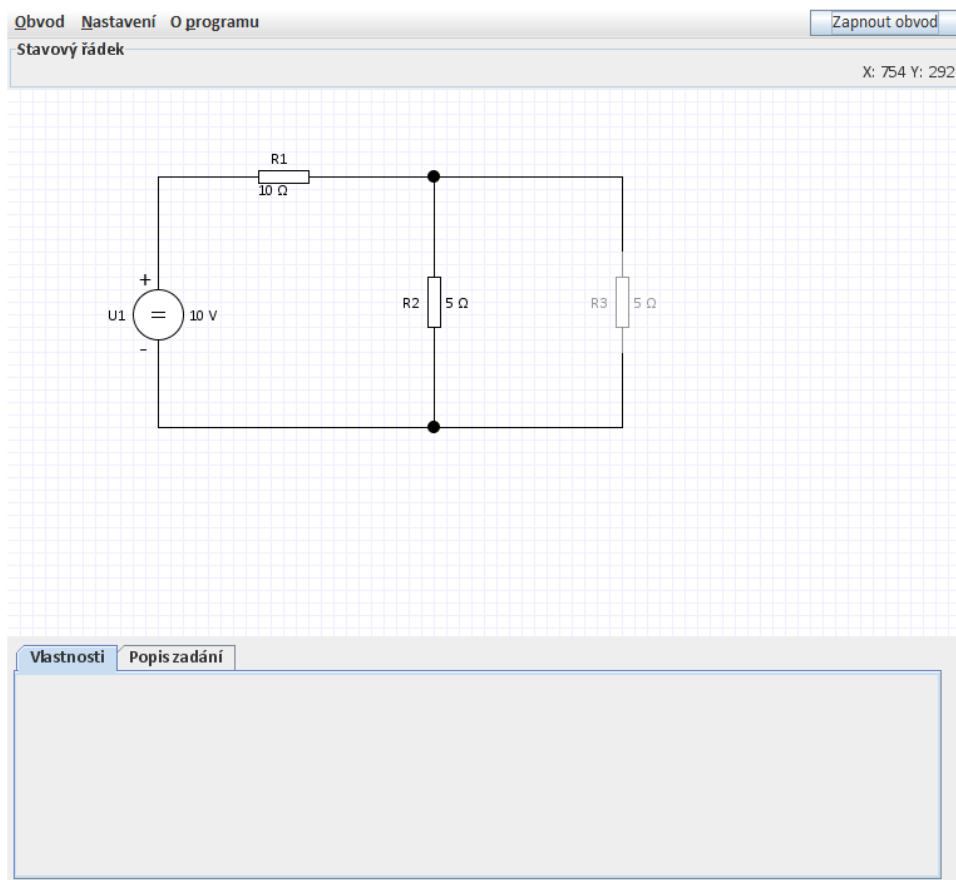 Obvod Nastavení O programu Zapnout obvod
Stavový řádek
X: 754 Y: 292
R1
10 Ω
+
U1 = 10 V
-
R2 5 Ω
R3 5 Ω
Vlastnosti Popis zadání